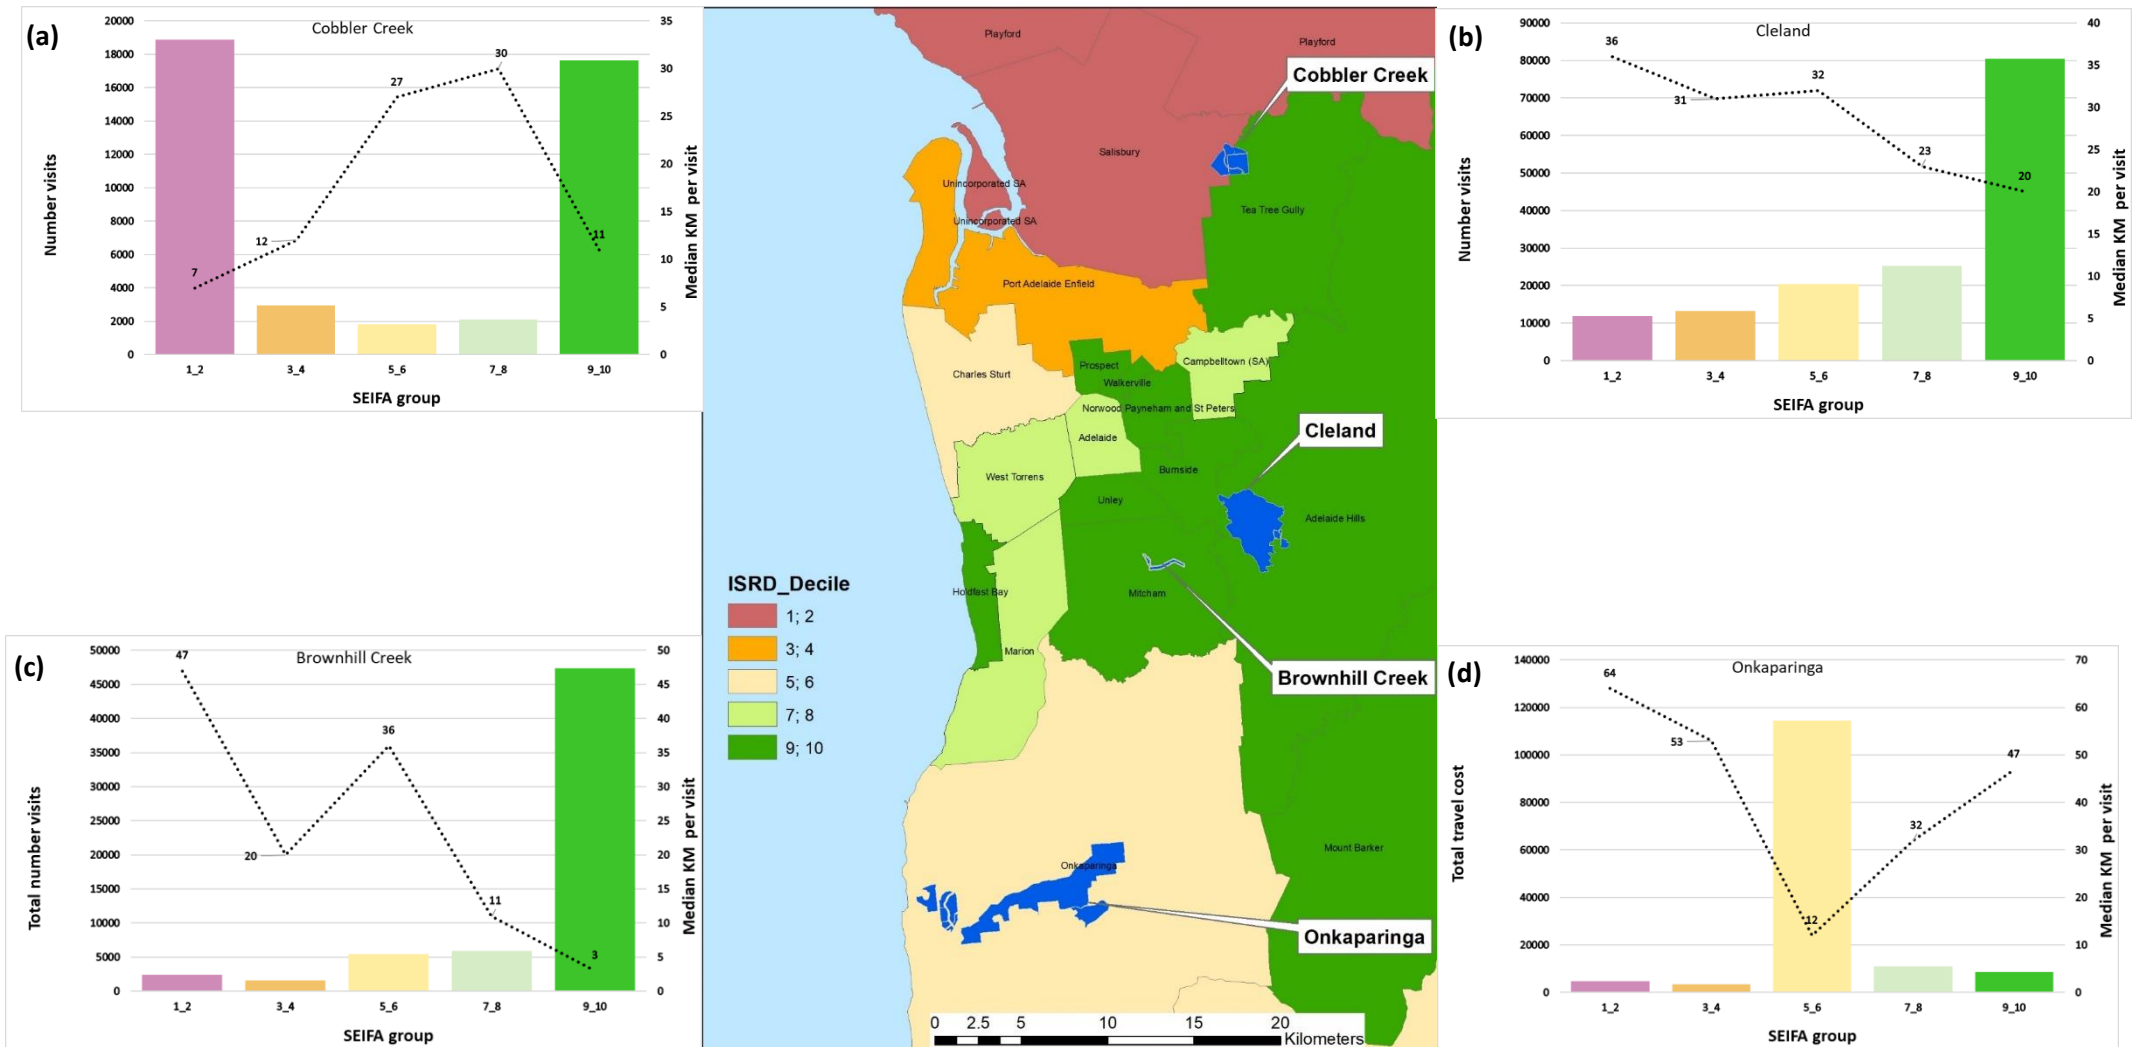 (a)
Cobbler Creek
20000
18000
16000
14000
12000
10000
8000
6000
4000
2000
0
35
30
25
20
15
10
5
0
7
12
27
30
11
1_2
3_4
5_6
7_8
9_10
Number visits
Median KM per visit
SEIFA group
Playford
Playford
Cobbler Creek
Salisbury
Unincorporated SA
Unincorporated SA
Tea Tree Gully
Port Adelaide Enfield
Campbelltown (SA)
Prospect
Charles Sturt
Walkerville
Norwood Payneham and St Peters
Adelaide
Cleland
Burnside
West Torrens
Unley
Adelaide Hills
Holdfast Bay
Mitcham
Marion
Brownhill Creek
Mount Barker
Onkaparinga
Onkaparinga
ISRD_Decile
1; 2
3; 4
5; 6
7; 8
9; 10
0 2.5 5 10 15 20
Kilometers
(b)
Cleland
90000
80000
70000
60000
50000
40000
30000
20000
10000
0
40
35
30
25
20
15
10
5
0
36
31
32
23
20
1_2
3_4
5_6
7_8
9_10
Number visits
Median KM per visit
SEIFA group
(c)
Brownhill Creek
50000
45000
40000
35000
30000
25000
20000
15000
10000
5000
0
50
45
40
35
30
25
20
15
10
5
0
47
20
36
11
3
1_2
3_4
5_6
7_8
9_10
Total number visits
Median KM per visit
SEIFA group
(d)
Onkaparinga
140000
120000
100000
80000
60000
40000
20000
0
70
60
50
40
30
20
10
0
64
53
12
32
47
1_2
3_4
5_6
7_8
9_10
Total travel cost
Median KM per visit
SEIFA group